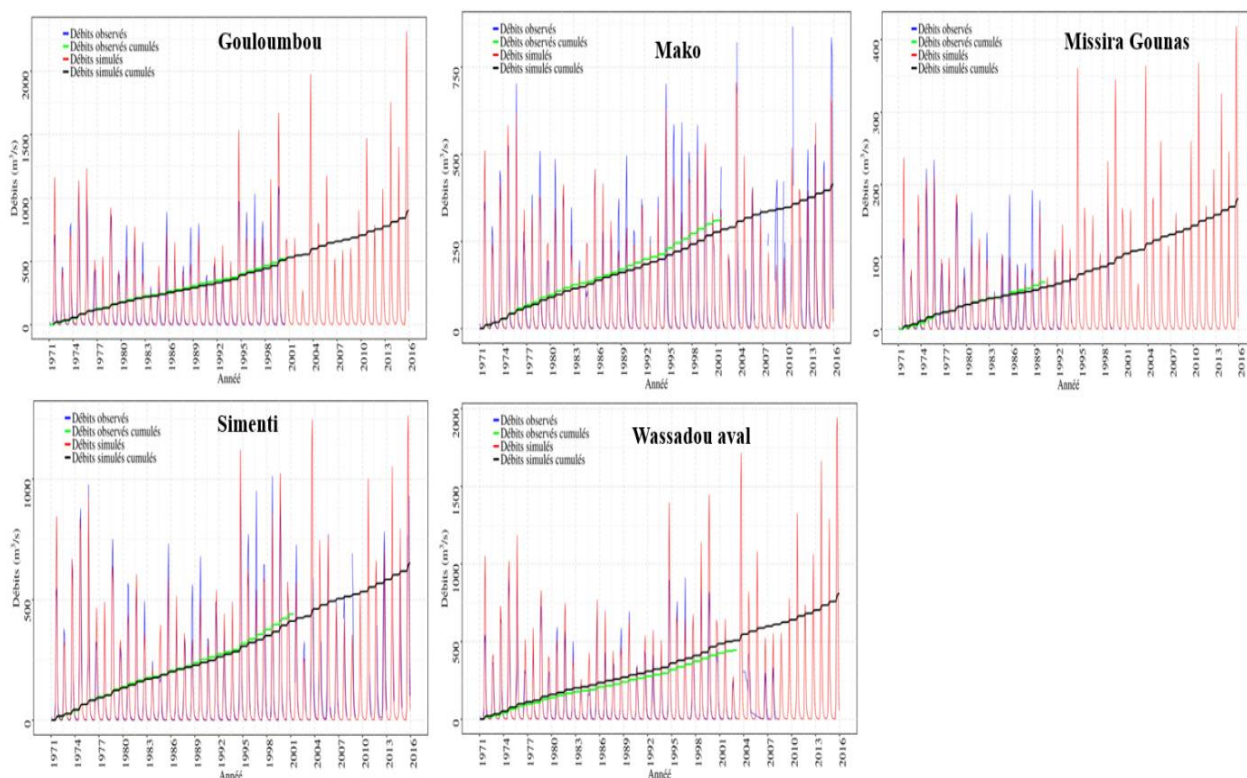 Gouloumbou
Débits observés
Débits observés cumulés
Débits simulés
Débits simulés cumulés
Débits (m³/s)
2000
1500
1000
500
0
1971 1974 1977 1980 1983 1986 1989 1992 1995 1998 2001 2004 2007 2010 2013 2016
Année
Mako
Débits observés
Débits observés cumulés
Débits simulés
Débits simulés cumulés
Débits (m³/s)
750
500
250
0
1971 1974 1977 1980 1983 1986 1989 1992 1995 1998 2001 2004 2007 2010 2013 2016
Année
Missira Gounas
Débits observés
Débits observés cumulés
Débits simulés
Débits simulés cumulés
Débits (m³/s)
400
300
200
100
0
1971 1974 1977 1980 1983 1986 1989 1992 1995 1998 2001 2004 2007 2010 2013 2016
Année
Simenti
Débits observés
Débits observés cumulés
Débits simulés
Débits simulés cumulés
Débits (m³/s)
1000
500
0
1971 1974 1977 1980 1983 1986 1989 1992 1995 1998 2001 2004 2007 2010 2013 2016
Année
Wassadou aval
Débits observés
Débits observés cumulés
Débits simulés
Débits simulés cumulés
Débits (m³/s)
2000
1500
1000
500
0
1971 1974 1977 1980 1983 1986 1989 1992 1995 1998 2001 2004 2007 2010 2013 2016
Année